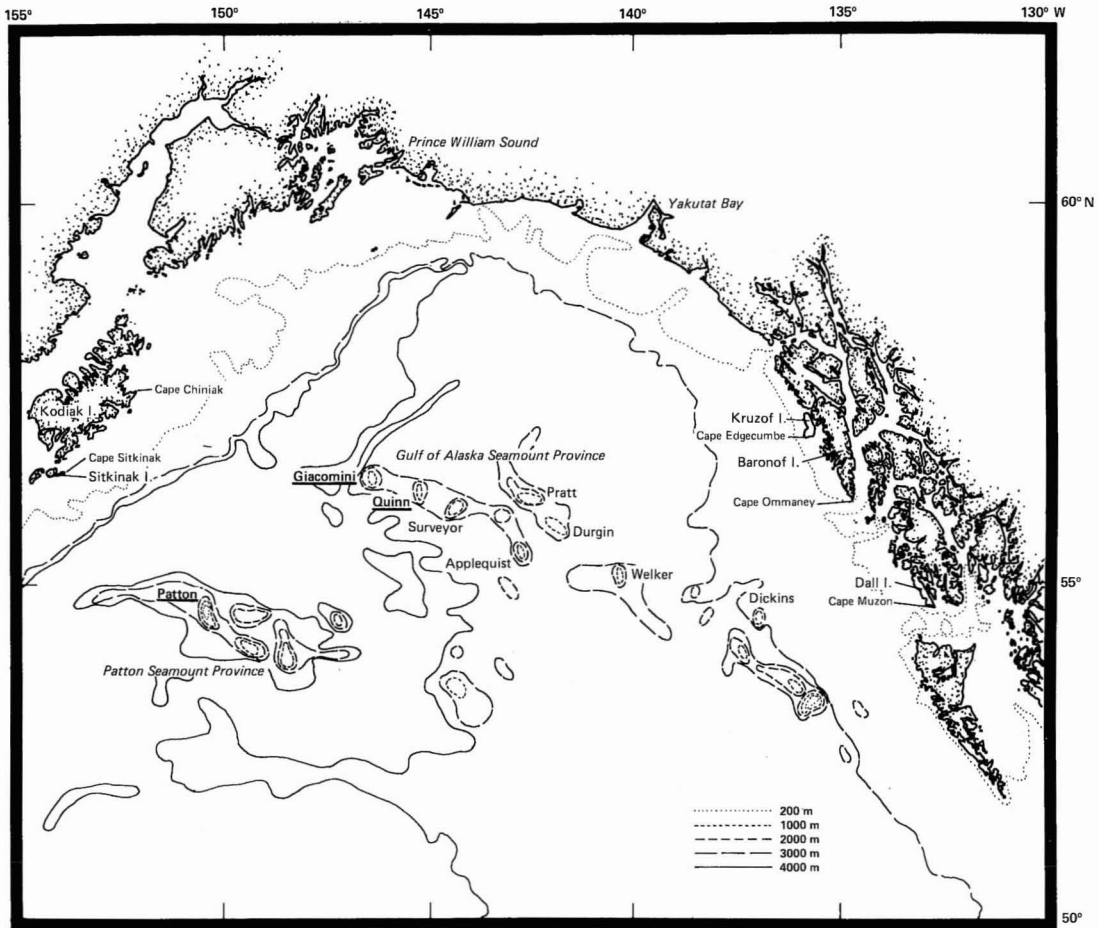 155°
150°
145°
140°
135°
130° W
Prince William Sound
60° N
Yakutat Bay
Cape Chiniak
Kodiak I.
Kruzof I.
Cape Edgecumbe
Cape Sitkinak
Gulf of Alaska Seamount Province
Baronof I.
Sitkinak I.
Giacomini
Pratt
Quinn
Cape Ommaney
Surveyor
Durgin
Applequist
Welker
55°
Dall I.
Patton
Dickins
Cape Muzon
Patton Seamount Province
200 m
1000 m
2000 m
3000 m
4000 m
50°